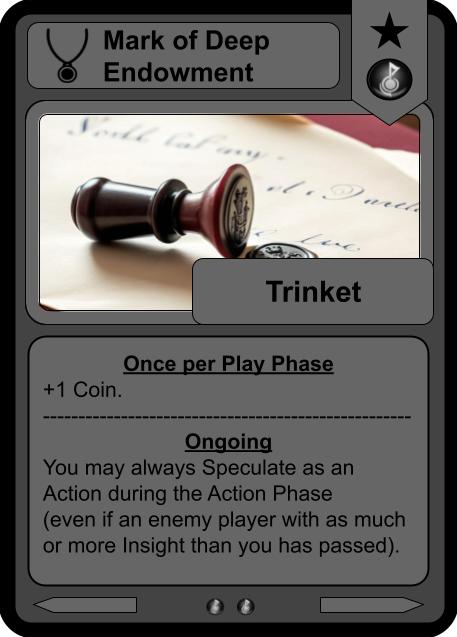 Mark of Deep
Endowment
Trinket
Once per Play Phase
+1 Coin.
Ongoing
You may always Speculate as an
Action during the Action Phase
(even if an enemy player with as much
or more Insight than you has passed).